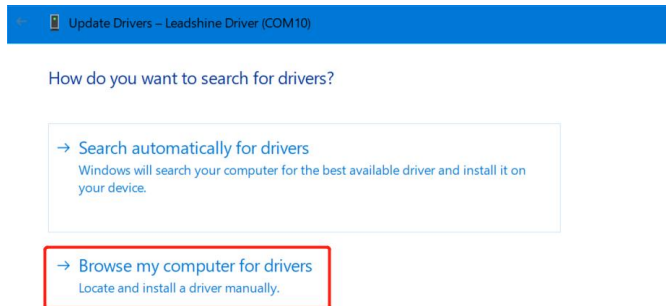 Update Drivers – Leadshine Driver (COM10)
How do you want to search for drivers?
Search automatically for drivers
Windows will search your computer for the best available driver and install it on
your device.
Browse my computer for drivers
Locate and install a driver manually.